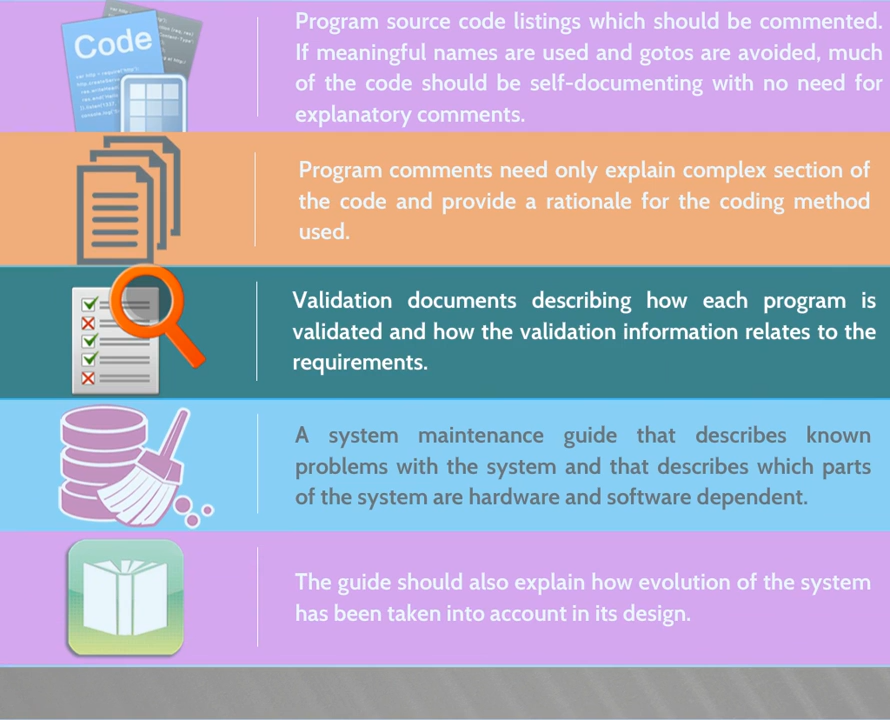 Code
Program source code listings which should be commented.
If meaningful names are used and gotos are avoided, much
of the code should be self-documenting with no need for
explanatory comments.
Program comments need only explain complex section of
the code and provide a rationale for the coding method
used.
Validation documents describing how each program is
validated and how the validation information relates to the
requirements.
A system maintenance guide that describes known
problems with the system and that describes which parts
of the system are hardware and software dependent.
The guide should also explain how evolution of the system
has been taken into account in its design.